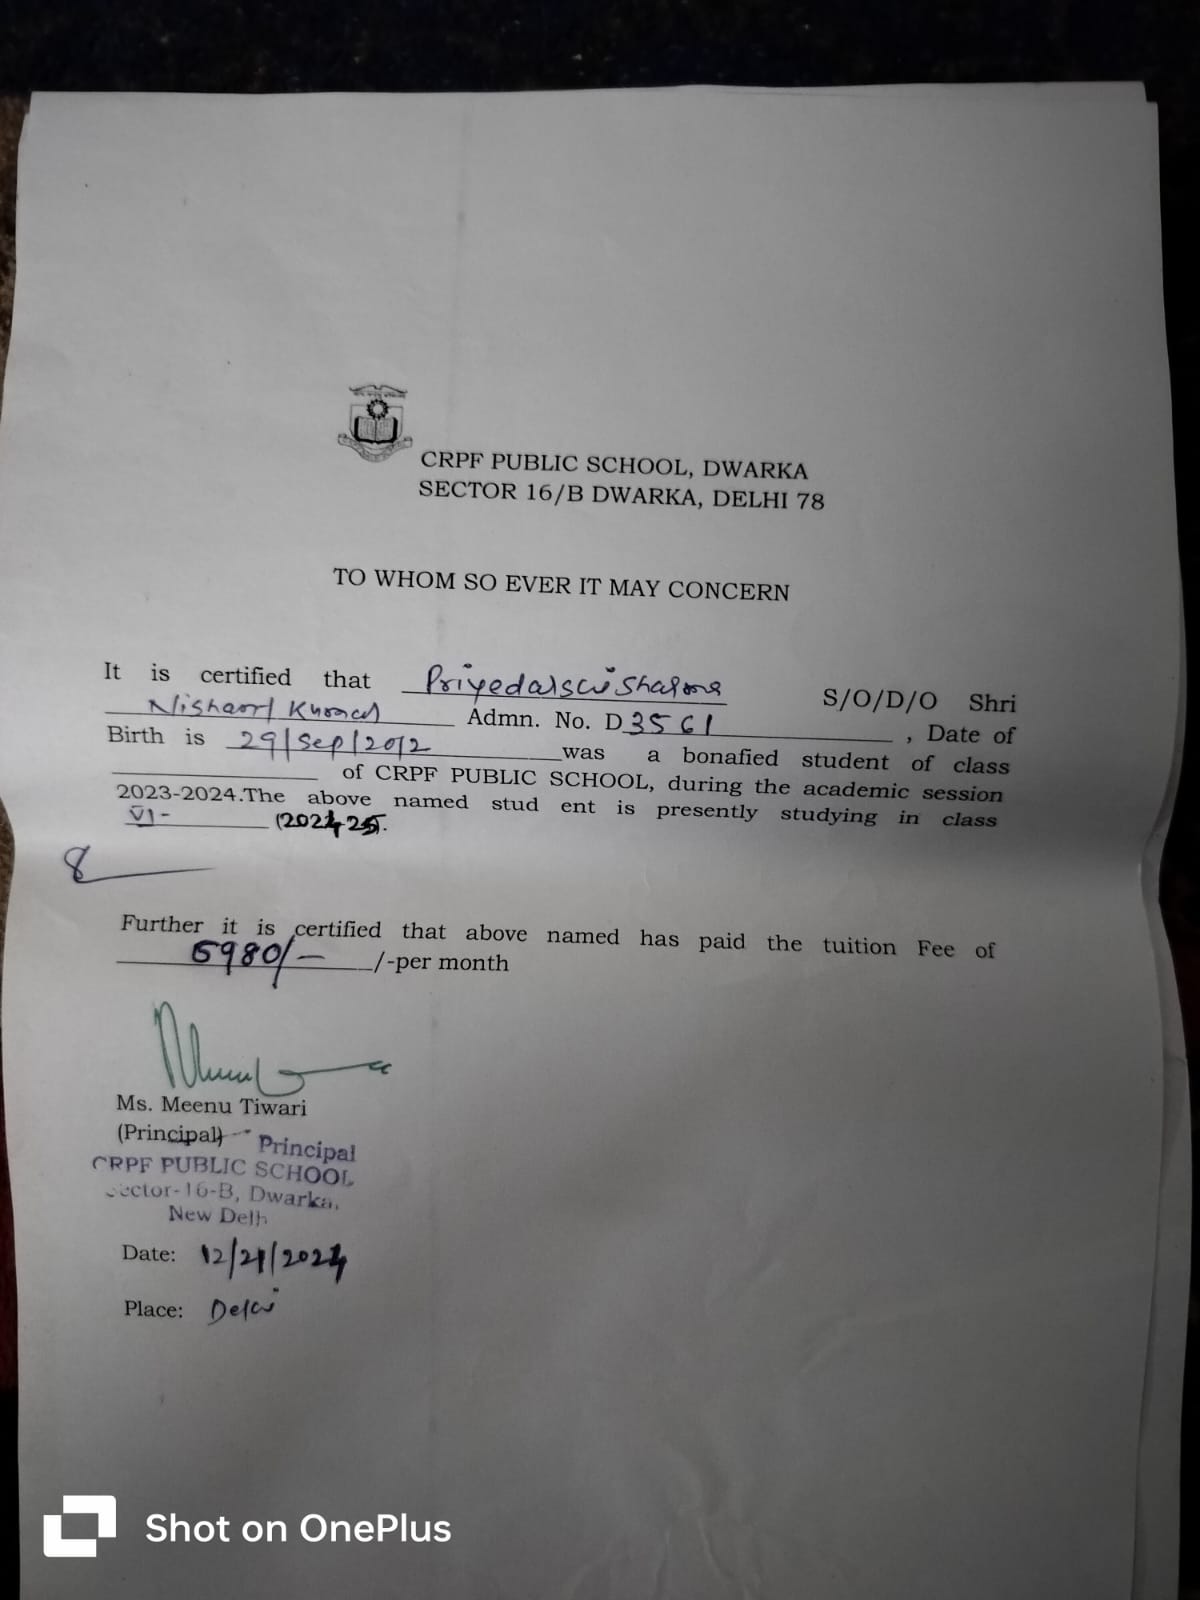 CRPF PUBLIC SCHOOL, DWARKA
SECTOR 16/B DWARKA, DELHI 78
TO WHOM SO EVER IT MAY CONCERN
It is certified that Priyedarscri Sharma S/O/D/O Shri
Nishant Kumar Admn. No. D 3561 , Date of
Birth is 29/Sep/2012 was a bonafied student of class
of CRPF PUBLIC SCHOOL, during the academic session
2023-2024.The above named stud ent is presently studying in class
VI- (2024-25).
8
Further it is certified that above named has paid the tuition Fee of
5980/- /-per month
Ms. Meenu Tiwari
(Principal) Principal
CRPF PUBLIC SCHOOL
Sector-16-B, Dwarka,
New Delh
Date: 12/21/2024
Place: Delhi
Shot on OnePlus